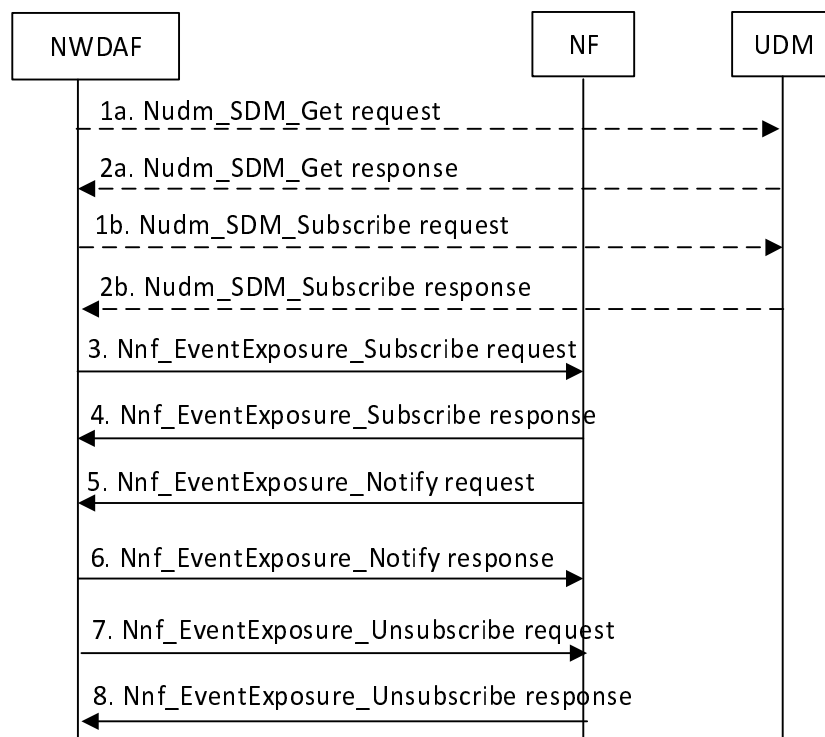 NWDAF
NF
UDM
1a. Nudm_SDM_Get request
2a. Nudm_SDM_Get response
1b. Nudm_SDM_Subscribe request
2b. Nudm_SDM_Subscribe response
3. Nnf_EventExposure_Subscribe request
4. Nnf_EventExposure_Subscribe response
5. Nnf_EventExposure_Notify request
6. Nnf_EventExposure_Notify response
7. Nnf_EventExposure_Unsubscribe request
8. Nnf_EventExposure_Unsubscribe response